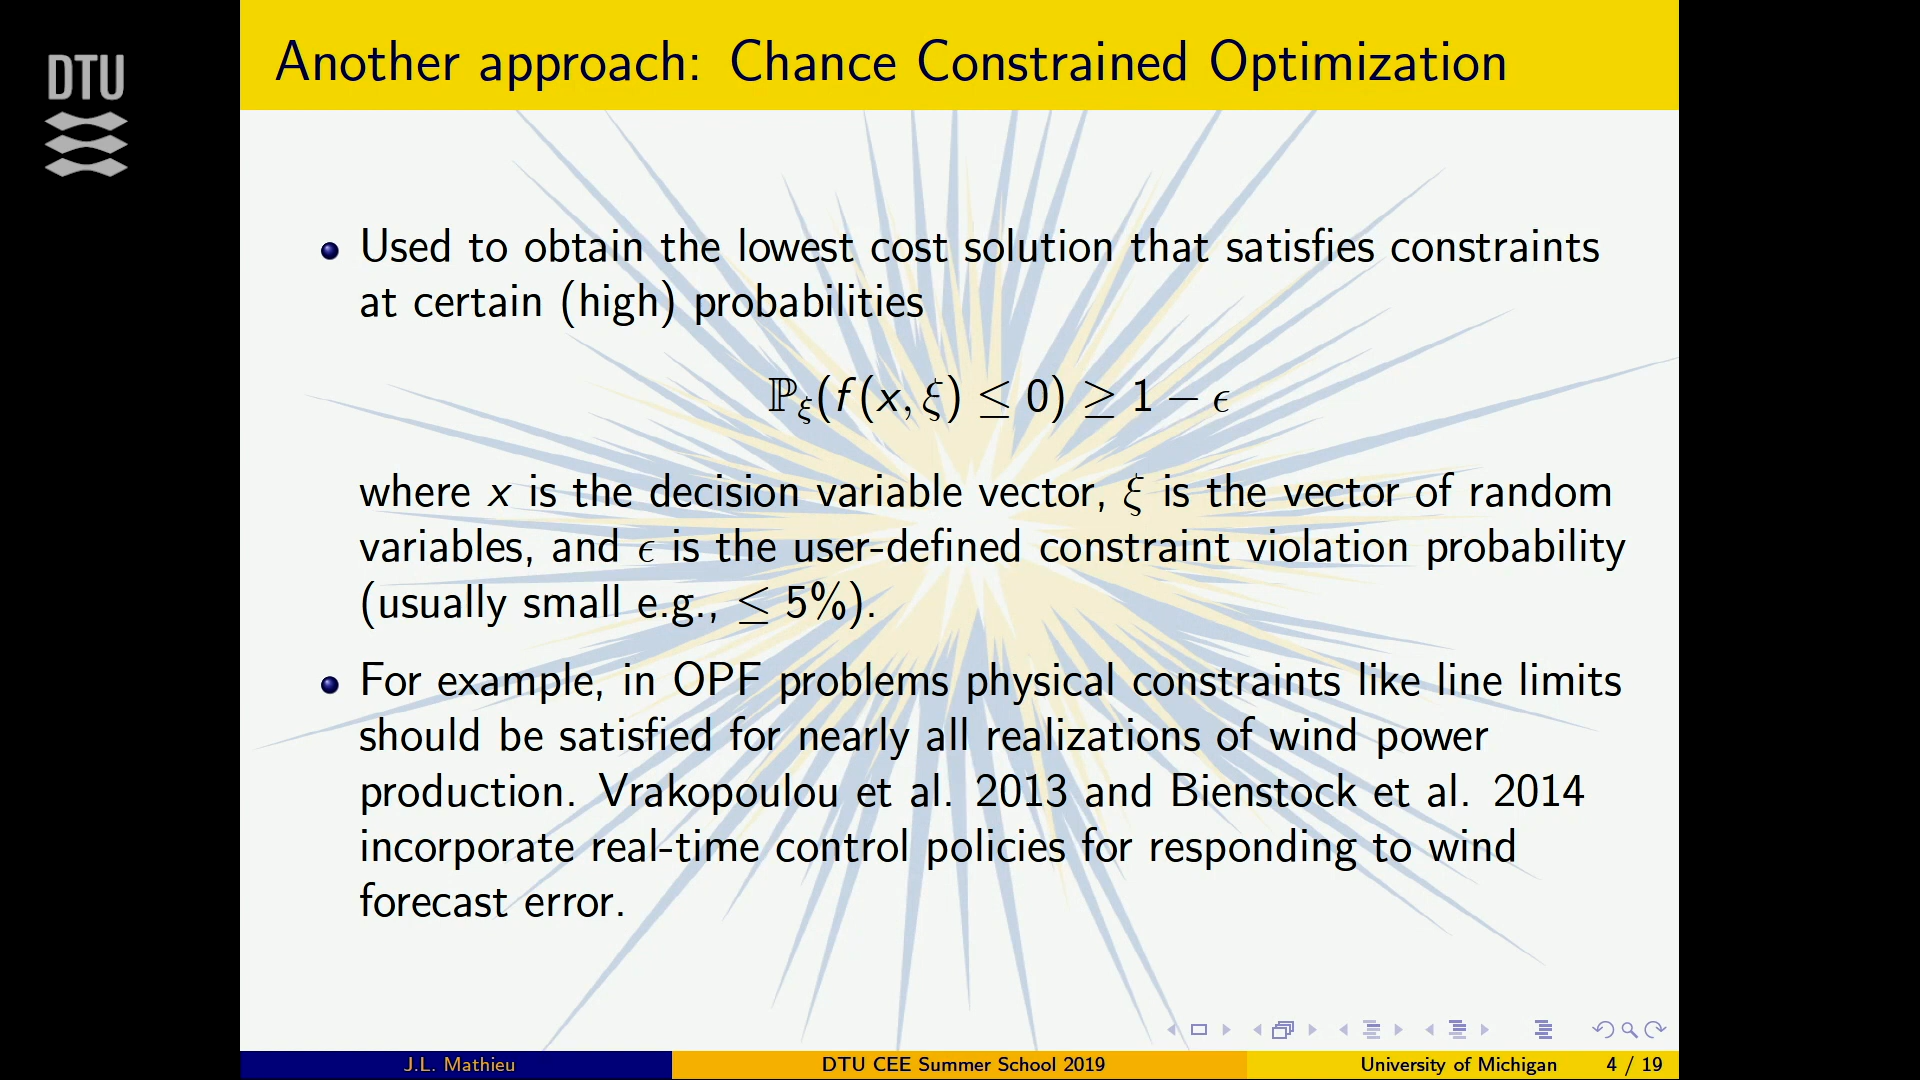 DTU
Another approach: Chance Constrained Optimization
Used to obtain the lowest cost solution that satisfies constraints
at certain (high) probabilities
ℙ_ξ(f(x, ξ) ≤ 0) ≥ 1 − ϵ
where x is the decision variable vector, ξ is the vector of random
variables, and ϵ is the user-defined constraint violation probability
(usually small e.g., ≤ 5%).
For example, in OPF problems physical constraints like line limits
should be satisfied for nearly all realizations of wind power
production. Vrakopoulou et al. 2013 and Bienstock et al. 2014
incorporate real-time control policies for responding to wind
forecast error.
J.L. Mathieu
DTU CEE Summer School 2019
University of Michigan
4 / 19